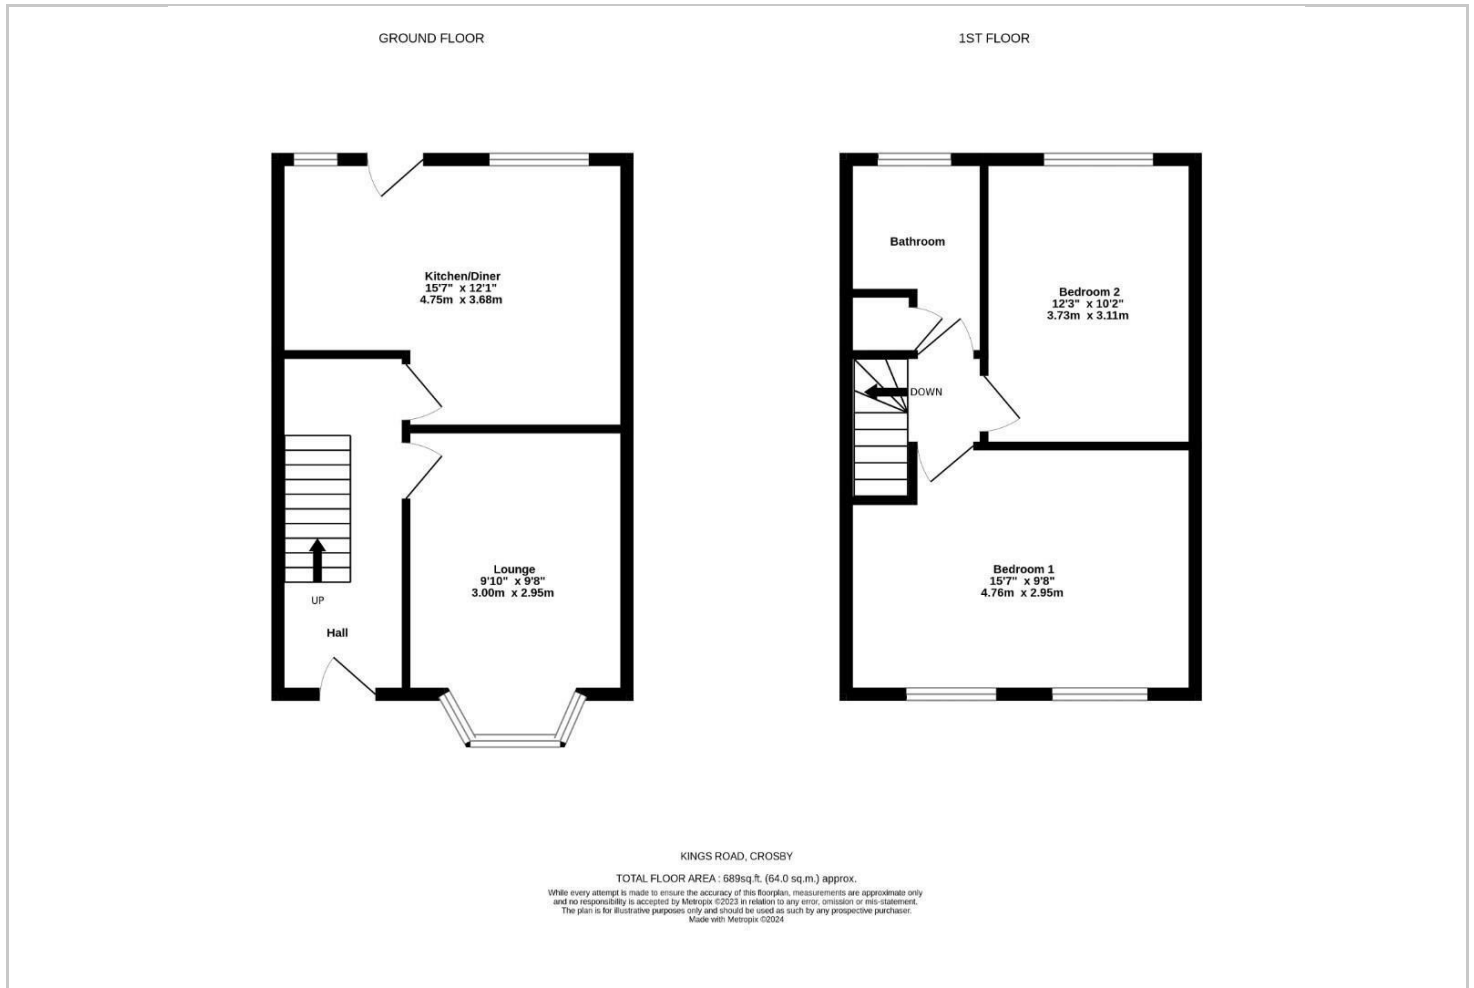 GROUND FLOOR
1ST FLOOR
Kitchen/Diner
15'7" x 12'1"
4.75m x 3.68m
Lounge
9'10" x 9'8"
3.00m x 2.95m
UP
Hall
Bathroom
Bedroom 2
12'3" x 10'2"
3.73m x 3.11m
DOWN
Bedroom 1
15'7" x 9'8"
4.76m x 2.95m
KINGS ROAD, CROSBY
TOTAL FLOOR AREA : 689sq.ft. (64.0 sq.m.) approx.
While every attempt is made to ensure the accuracy of this floorplan, measurements are approximate only
and no responsibility is accepted by Metropix ©2023 in relation to any error, omission or mis-statement.
The plan is for illustrative purposes only and should be used as such by any prospective purchaser.
Made with Metropix ©2024